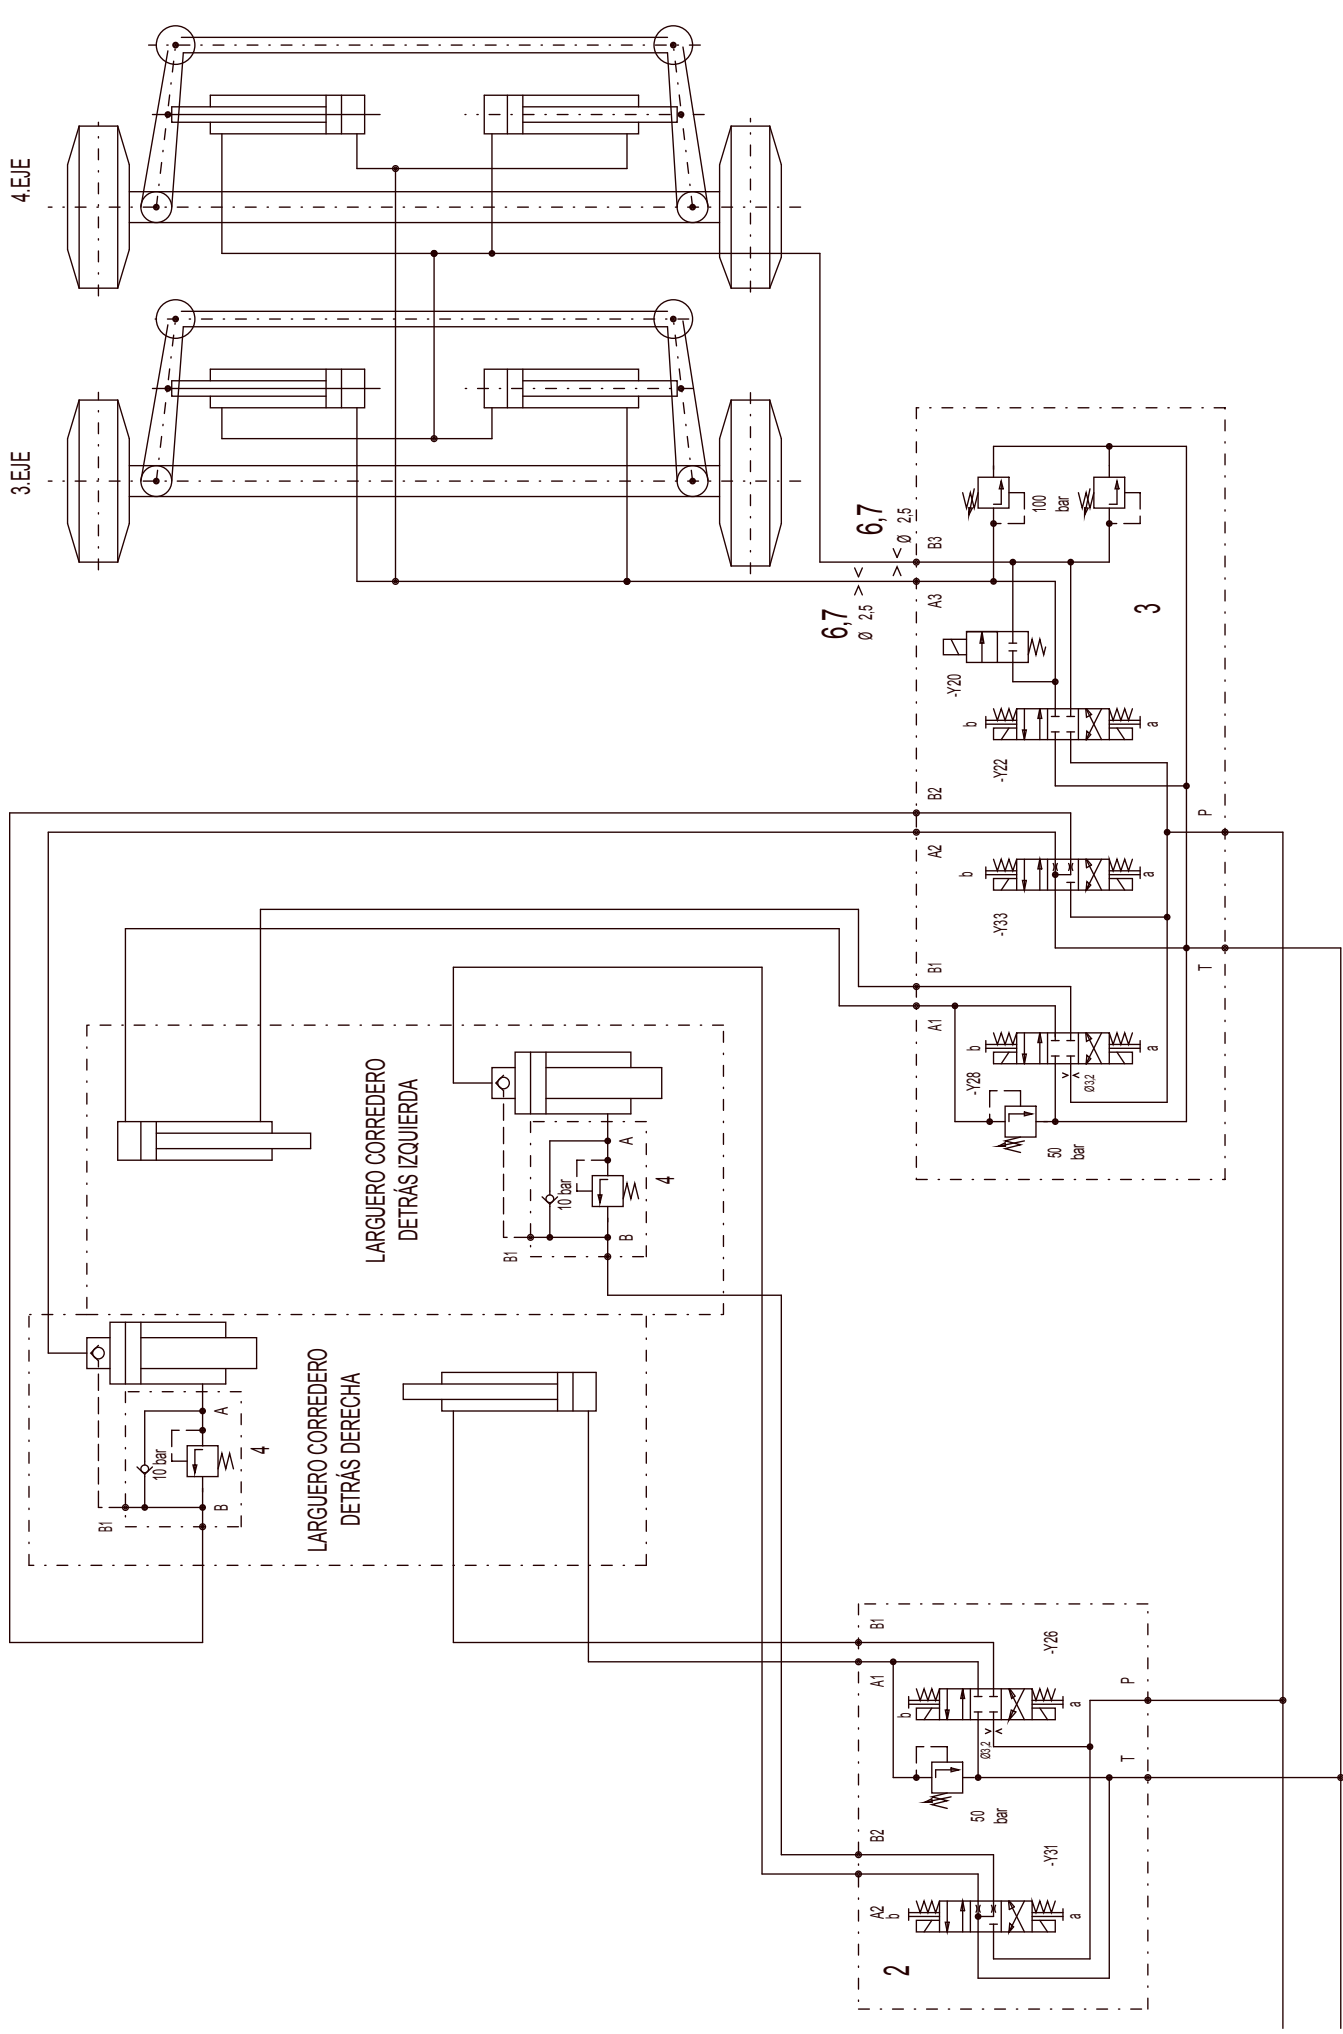 4.EJE
3.EJE
6,7
Ø 2,5
6,7
Ø 2,5
B3
A3
100
bar
3
-Y20
b
a
-Y22
B2
A2
P
b
a
-Y33
B1
A1
T
b
a
-Y28
Ø3,2
50
bar
LARGUERO CORREDERO
DETRÁS IZQUIERDA
A
10 bar
4
B
B1
LARGUERO CORREDERO
DETRÁS DERECHA
A
10 bar
4
B
B1
B1
A1
-Y26
P
b
a
Ø3,2
T
50
bar
B2
-Y31
A2
b
a
2